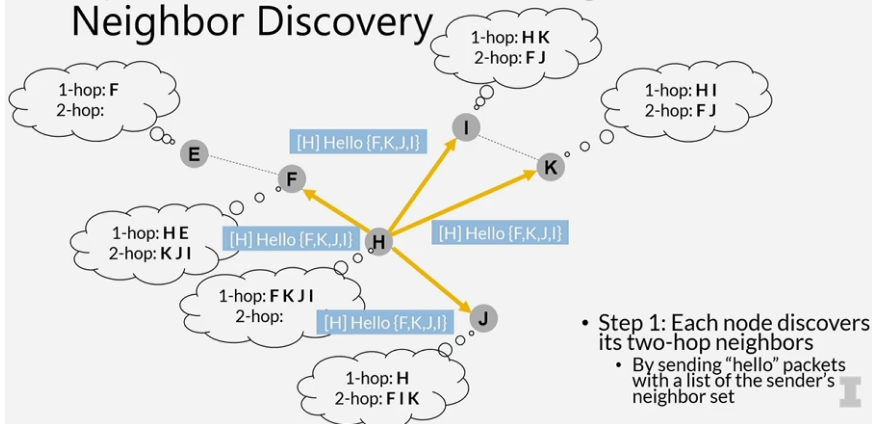 Neighbor Discovery
1-hop: H K
2-hop: F J
1-hop: F
2-hop:
1-hop: H I
2-hop: F J
I
[H] Hello {F,K,J,I}
E
K
F
1-hop: H E
2-hop: K J I
[H] Hello {F,K,J,I}
H
[H] Hello {F,K,J,I}
1-hop: F K J I
2-hop:
[H] Hello {F,K,J,I}
J
1-hop: H
2-hop: F I K
• Step 1: Each node discovers
its two-hop neighbors
• By sending “hello” packets
with a list of the sender’s
neighbor set
I